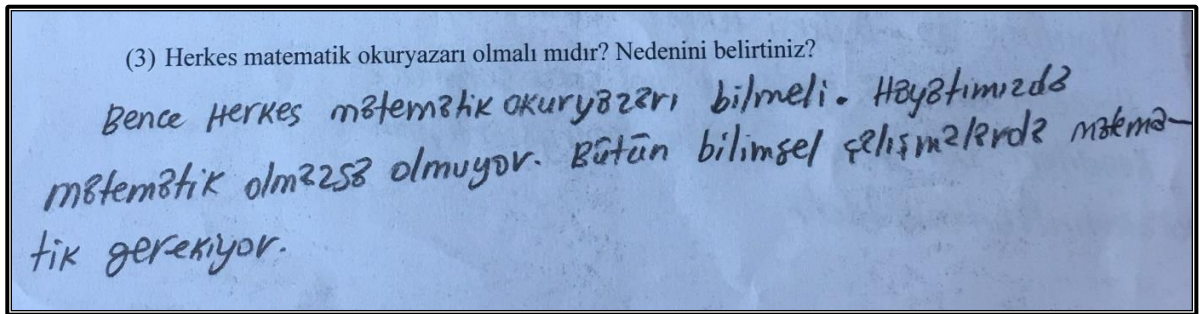 (3) Herkes matematik okuryazarı olmalı mıdır? Nedenini belirtiniz?
Bence Herkes matematik okuryazarı bilmeli. Hayatımızda
matematik olmazsa olmuyor. Bütün bilimsel çalışmalarda matema-
tik gerekiyor.